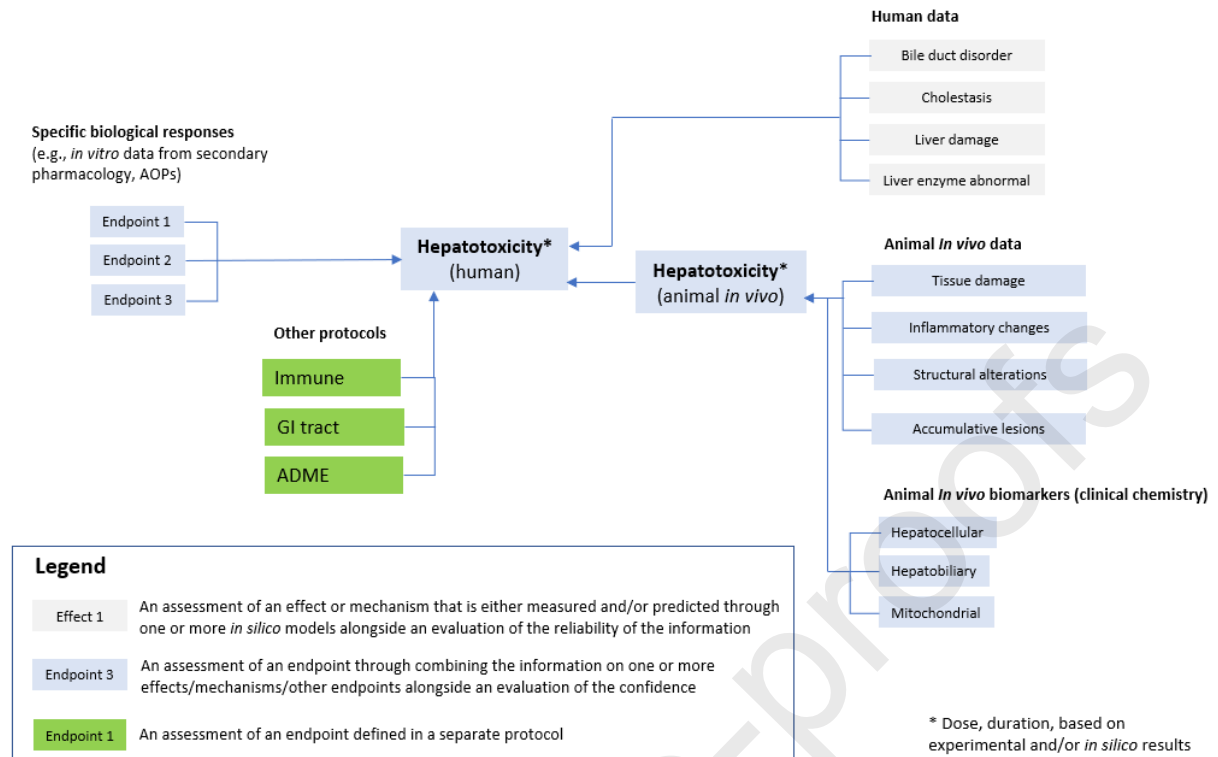 Human data
Bile duct disorder
Cholestasis
Liver damage
Liver enzyme abnormal
Specific biological responses
(e.g., in vitro data from secondary
pharmacology, AOPs)
Endpoint 1
Endpoint 2
Endpoint 3
Hepatotoxicity*
(human)
Hepatotoxicity*
(animal in vivo)
Animal In vivo data
Tissue damage
Inflammatory changes
Structural alterations
Accumulative lesions
Other protocols
Immune
GI tract
ADME
Animal In vivo biomarkers (clinical chemistry)
Hepatocellular
Hepatobiliary
Mitochondrial
Legend
Effect 1
An assessment of an effect or mechanism that is either measured and/or predicted through
one or more in silico models alongside an evaluation of the reliability of the information
Endpoint 3
An assessment of an endpoint through combining the information on one or more
effects/mechanisms/other endpoints alongside an evaluation of the confidence
Endpoint 1
An assessment of an endpoint defined in a separate protocol
* Dose, duration, based on
experimental and/or in silico results
-proofs